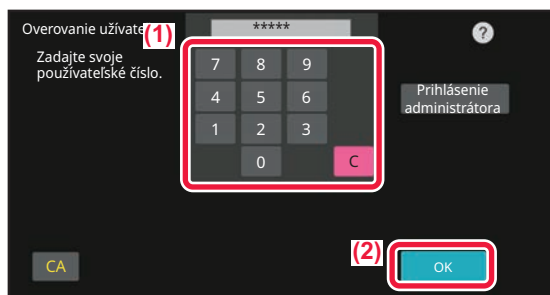 Overovanie užívate
(1)
*****
?
Zadajte svoje
používateľské číslo.
7 8 9
4 5 6
1 2 3
0 C
Prihlásenie
administrátora
(2)
CA
OK